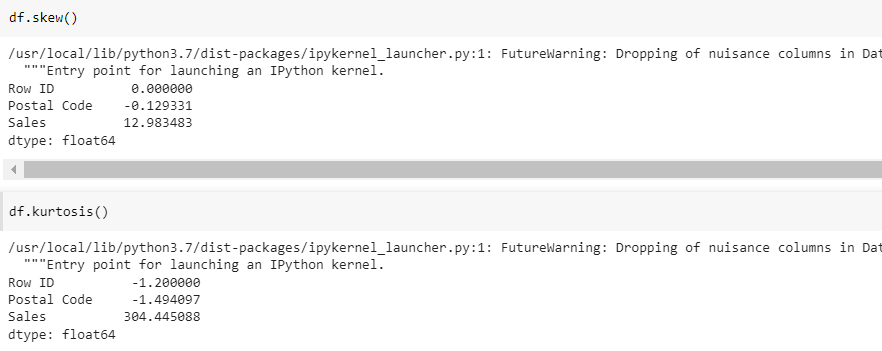 df.skew()
/usr/local/lib/python3.7/dist-packages/ipykernel_launcher.py:1: FutureWarning: Dropping of nuisance columns in Dat
"""Entry point for launching an IPython kernel.
Row ID 0.000000
Postal Code -0.129331
Sales 12.983483
dtype: float64
df.kurtosis()
/usr/local/lib/python3.7/dist-packages/ipykernel_launcher.py:1: FutureWarning: Dropping of nuisance columns in Dat
"""Entry point for launching an IPython kernel.
Row ID -1.200000
Postal Code -1.494097
Sales 304.445088
dtype: float64